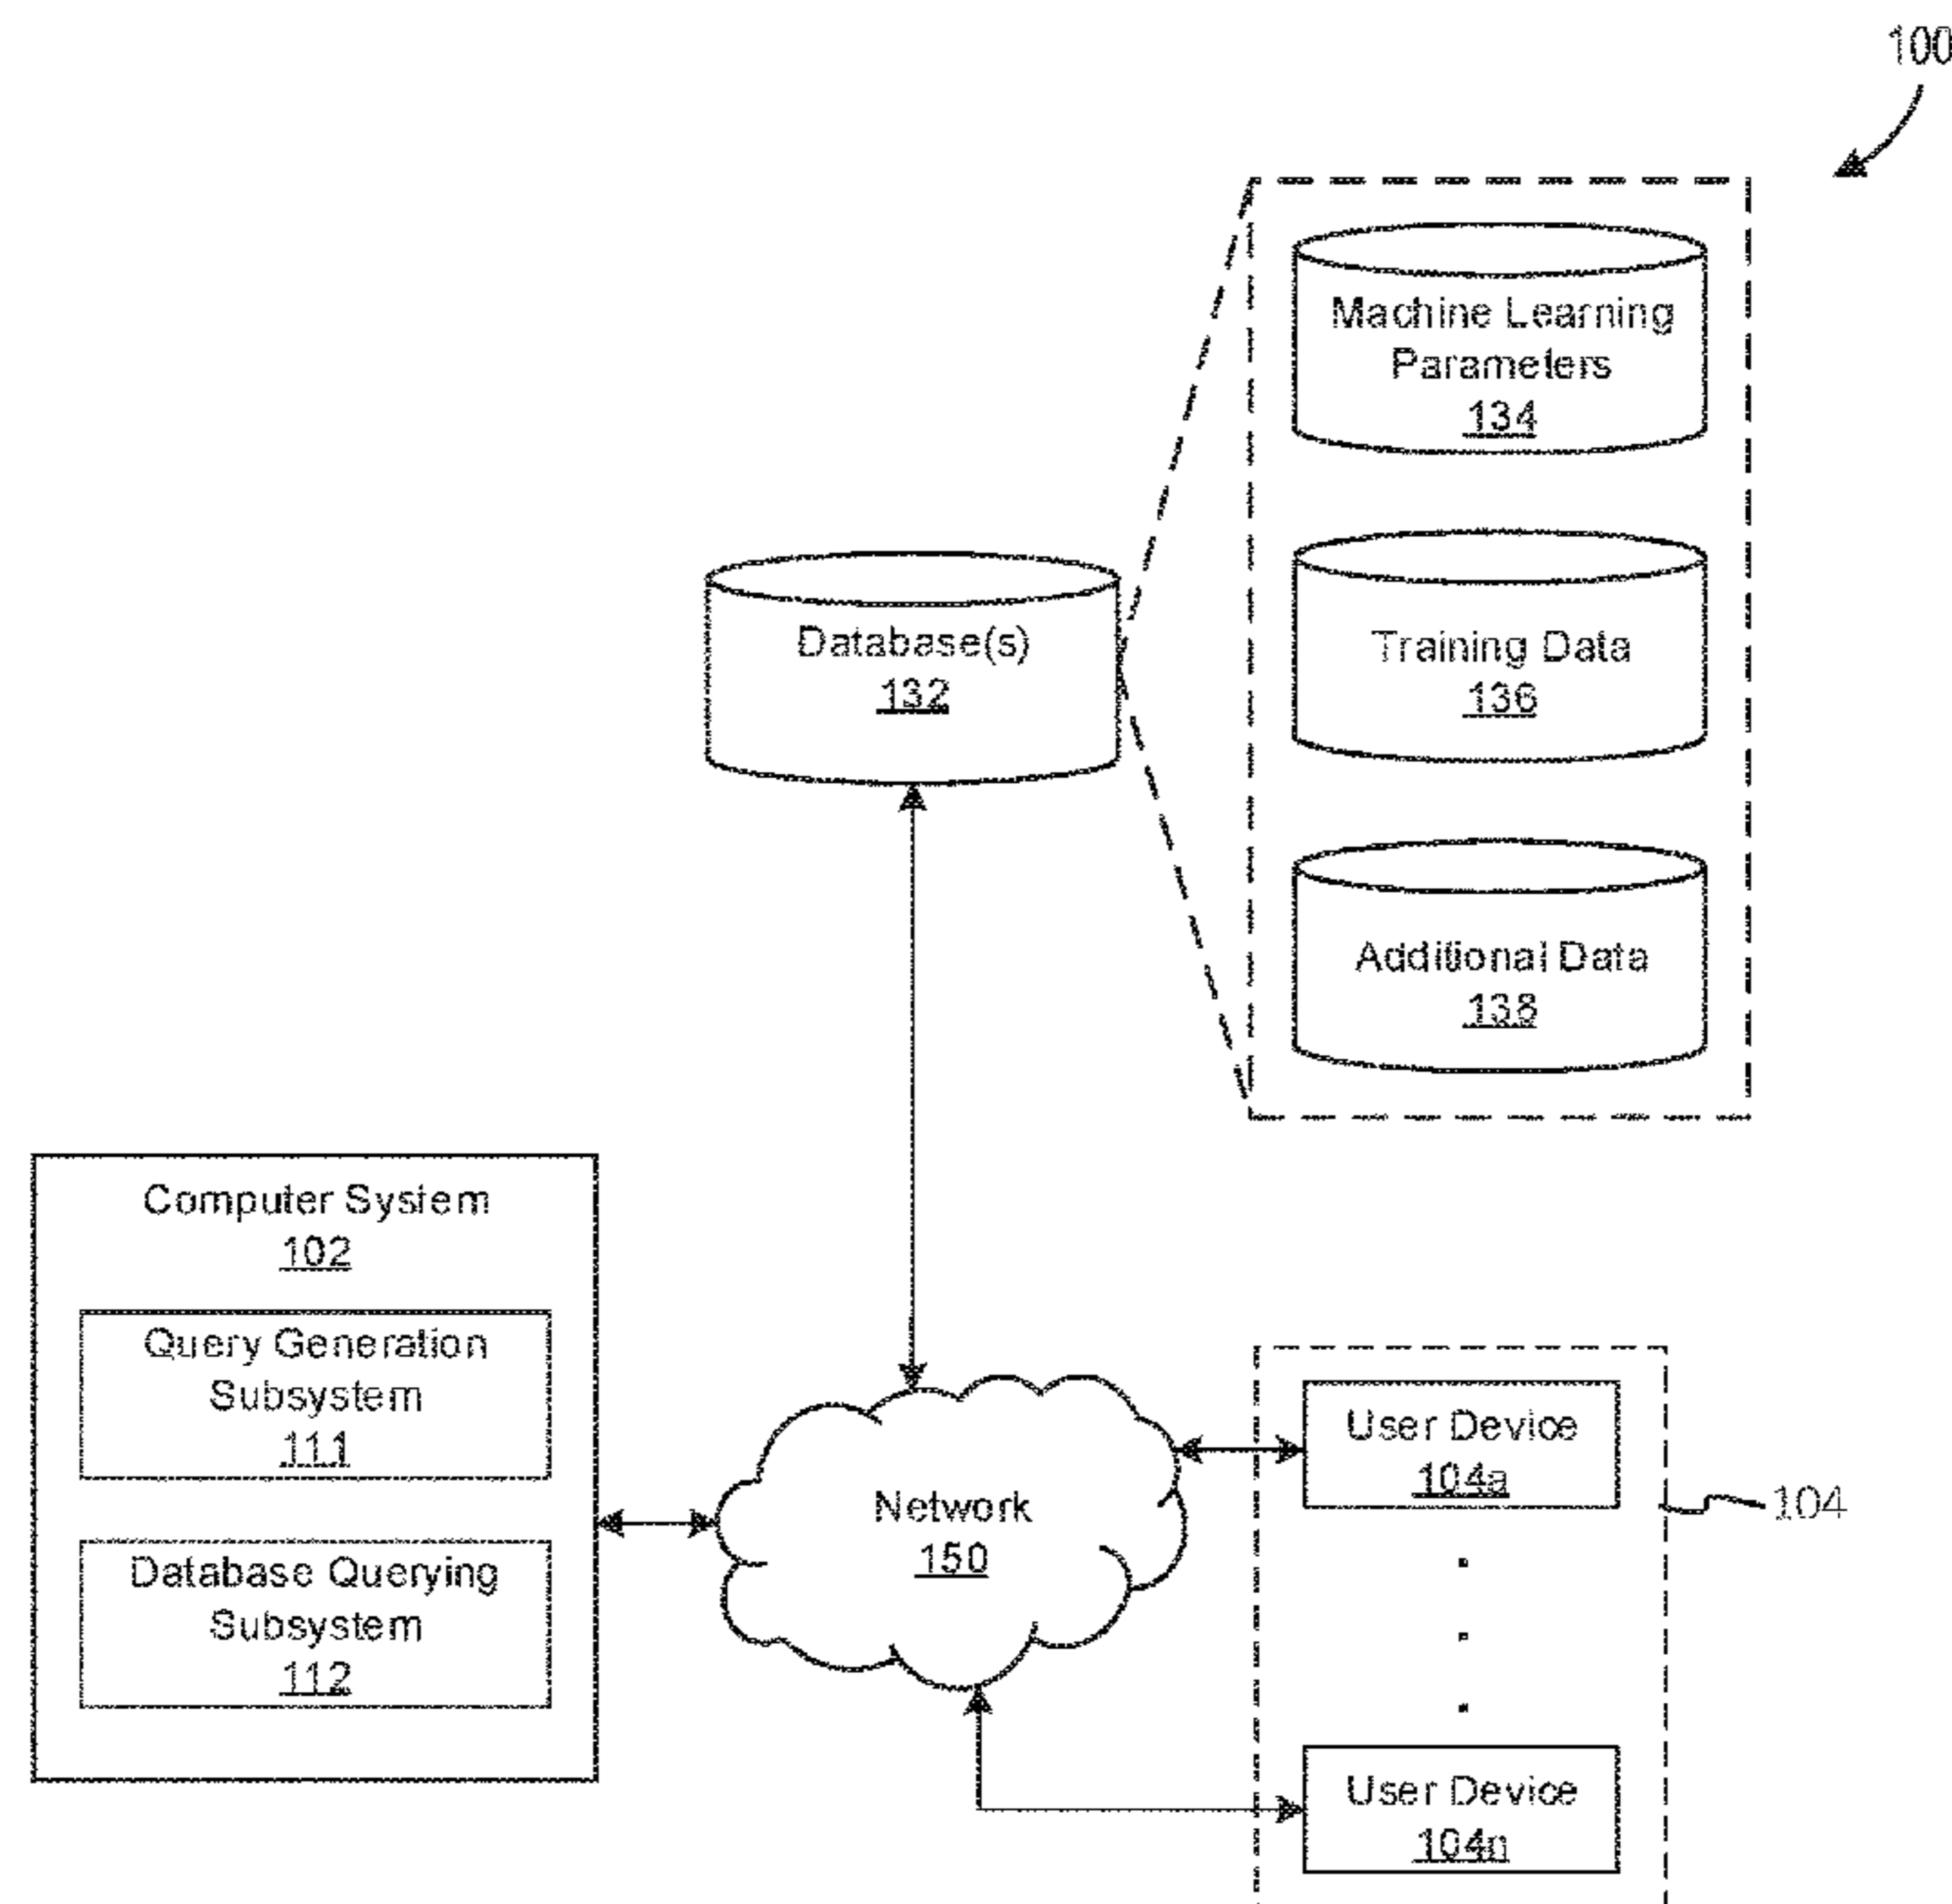 100
Machine Learning
Parameters
134
Database(s)
132
Training Data
136
Additional Data
138
Computer System
102
Query Generation
Subsystem
111
Database Querying
Subsystem
112
Network
150
User Device
104a
104
User Device
104n